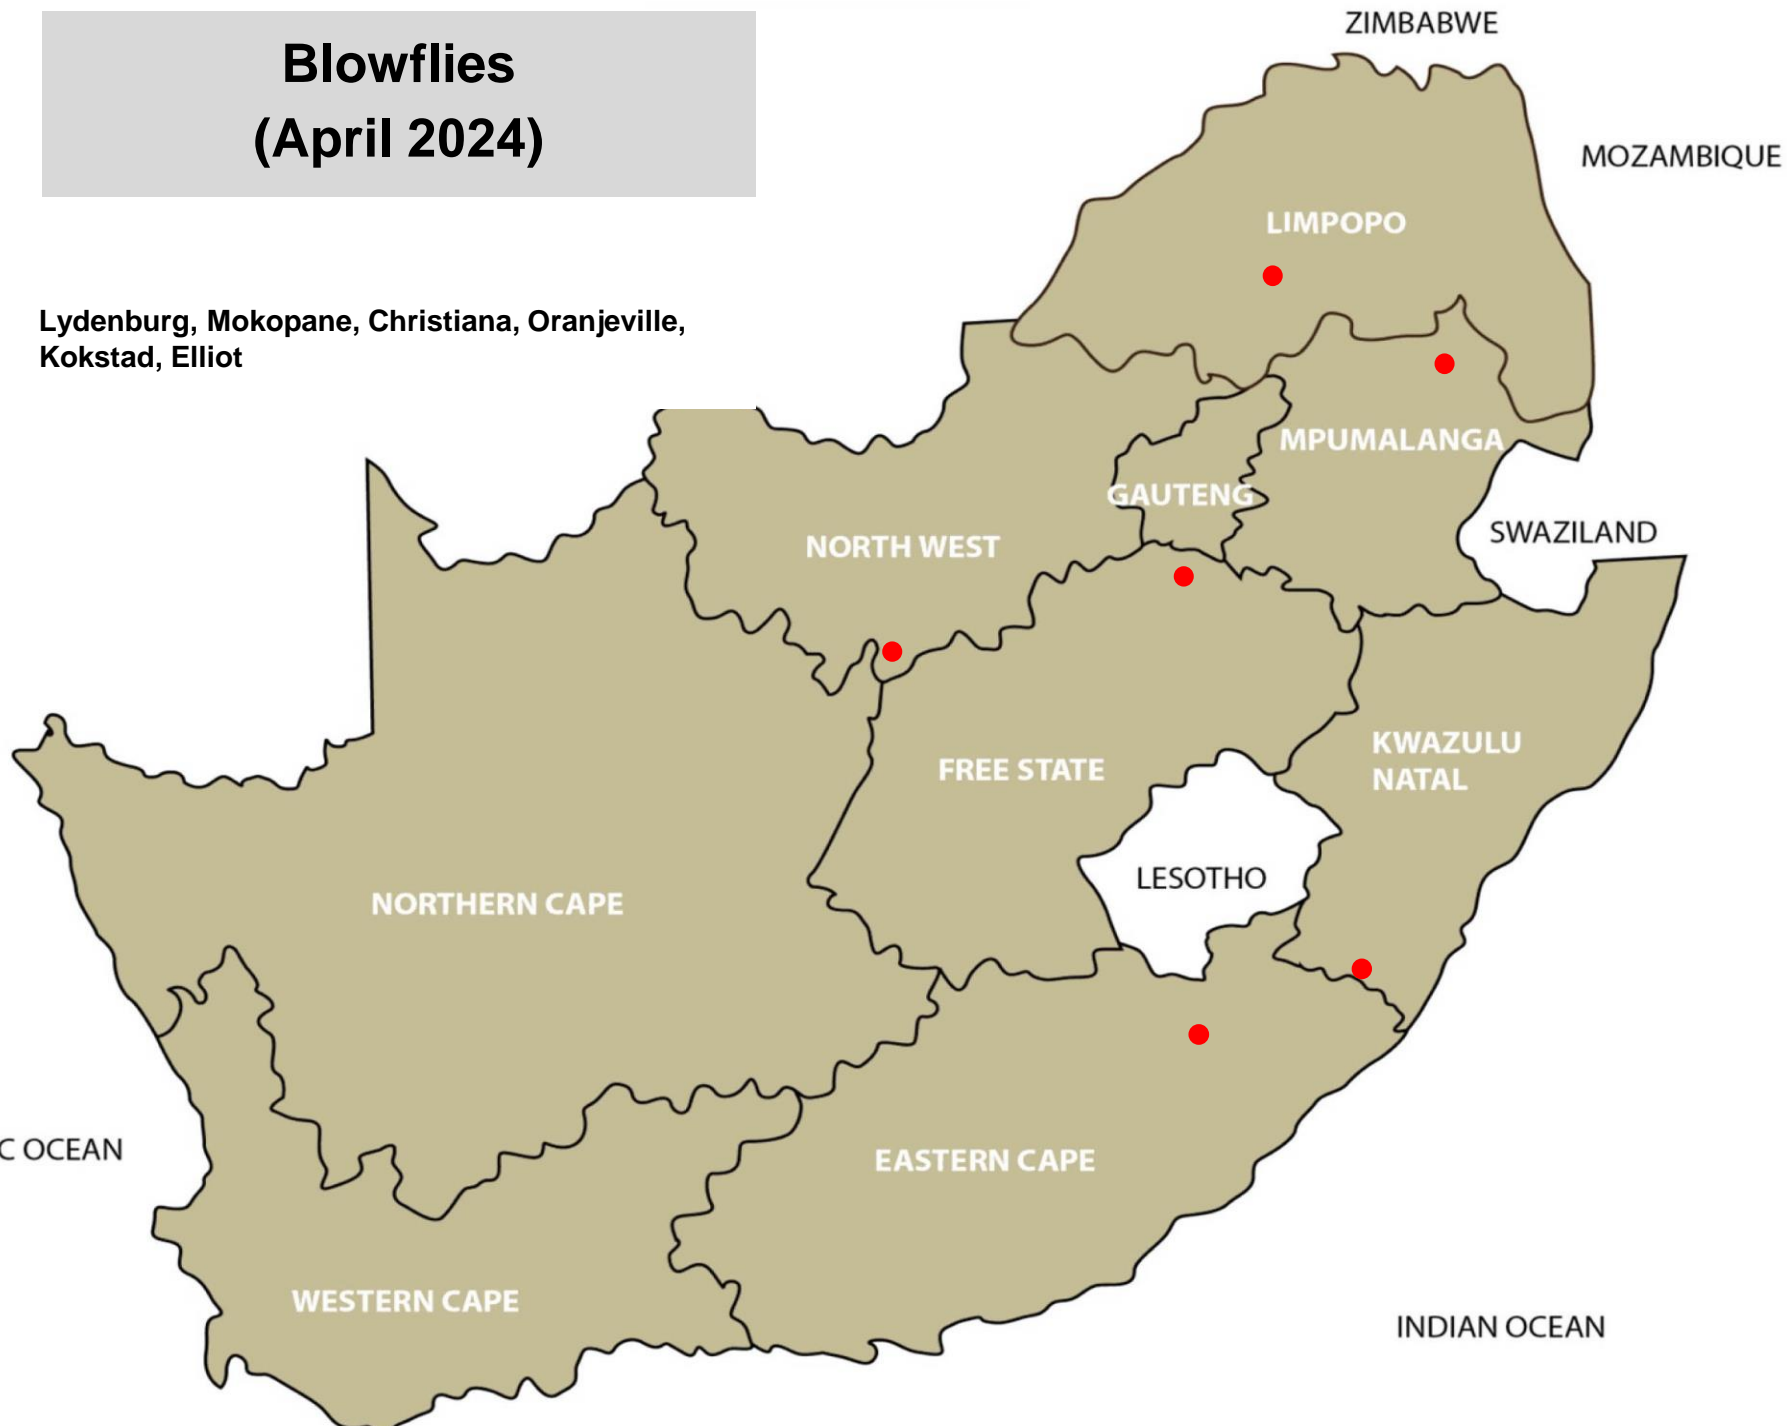 Blowflies
(April 2024)
ZIMBABWE
MOZAMBIQUE
LIMPOPO
Lydenburg, Mokopane, Christiana, Oranjeville,
Kokstad, Elliot
MPUMALANGA
GAUTENG
SWAZILAND
NORTH WEST
KWAZULU
NATAL
FREE STATE
LESOTHO
NORTHERN CAPE
C OCEAN
EASTERN CAPE
WESTERN CAPE
INDIAN OCEAN